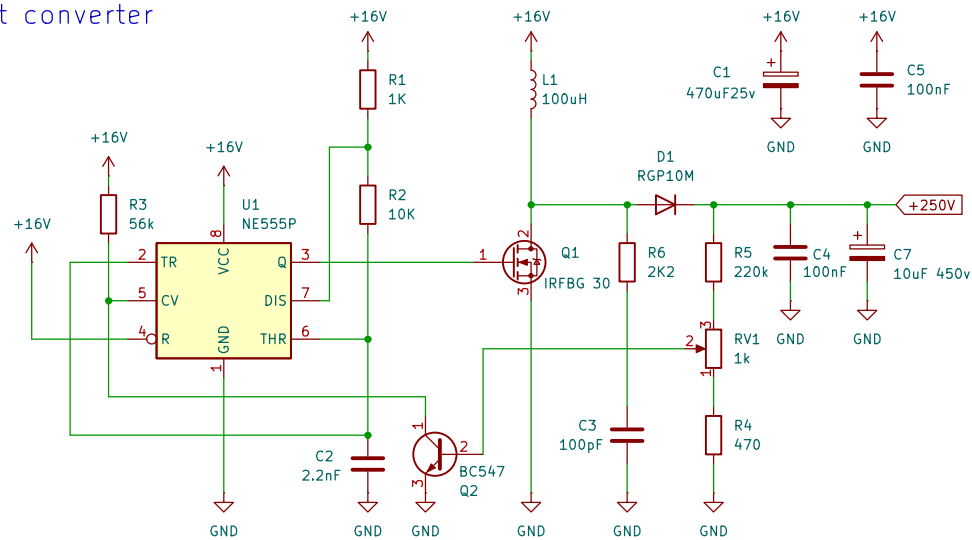 t converter
+16V
+16V
+16V
+16V
R1
1K
L1
100uH
C1
470uF25v
+
C5
100nF
GND
GND
+16V
+16V
D1
RGP10M
R3
56k
U1
NE555P
R2
10K
+16V
+250V
8
VCC
2
TR
Q
3
1
2
Q1
3
IRFBG 30
R6
2K2
R5
220k
C4
100nF
+
C7
10uF 450v
5
CV
DIS
7
4
R
GND
THR
6
1
GND
GND
3
2
1
RV1
1k
1
2
3
BC547
Q2
C2
2.2nF
C3
100pF
R4
470
GND
GND
GND
GND
GND
GND